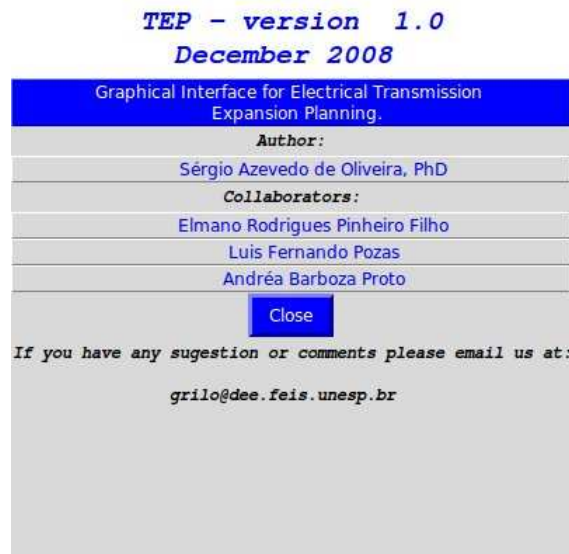 TEP - version 1.0
December 2008
Graphical Interface for Electrical Transmission
Expansion Planning.
Author:
Sérgio Azevedo de Oliveira, PhD
Collaborators:
Elmano Rodrigues Pinheiro Filho
Luis Fernando Pozas
Andréa Barboza Proto
Close
If you have any sugestion or comments please email us at:
grilo@dee.feis.unesp.br